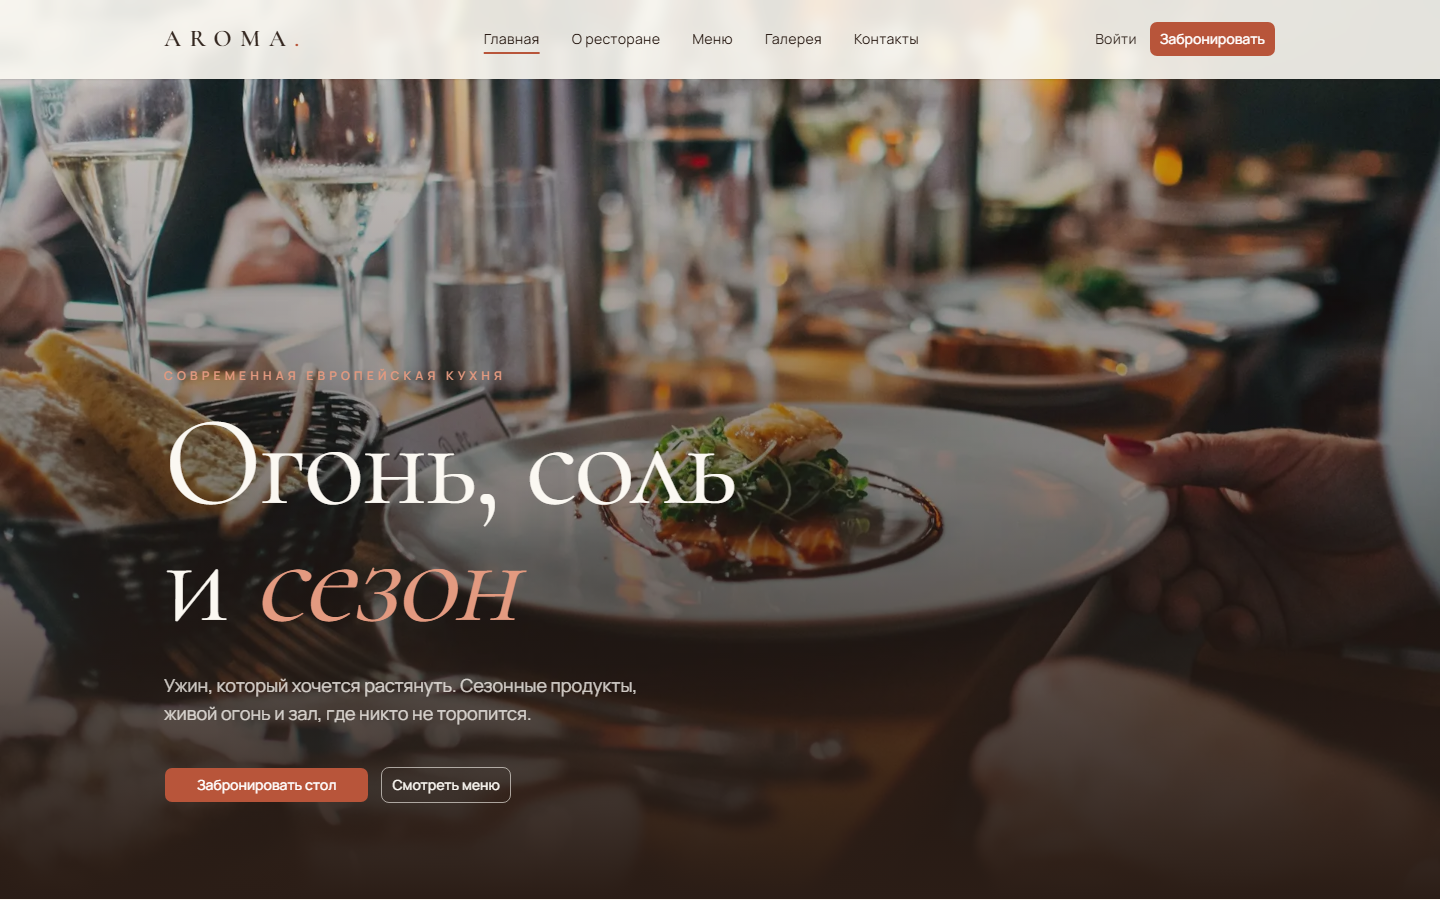 AROMA.
Главная
О ресторане
Меню
Галерея
Контакты
Войти
Забронировать
СОВРЕМЕННАЯ ЕВРОПЕЙСКАЯ КУХНЯ
Огонь, соль
и сезон
Ужин, который хочется растянуть. Сезонные продукты,
живой огонь и зал, где никто не торопится.
Забронировать стол
Смотреть меню